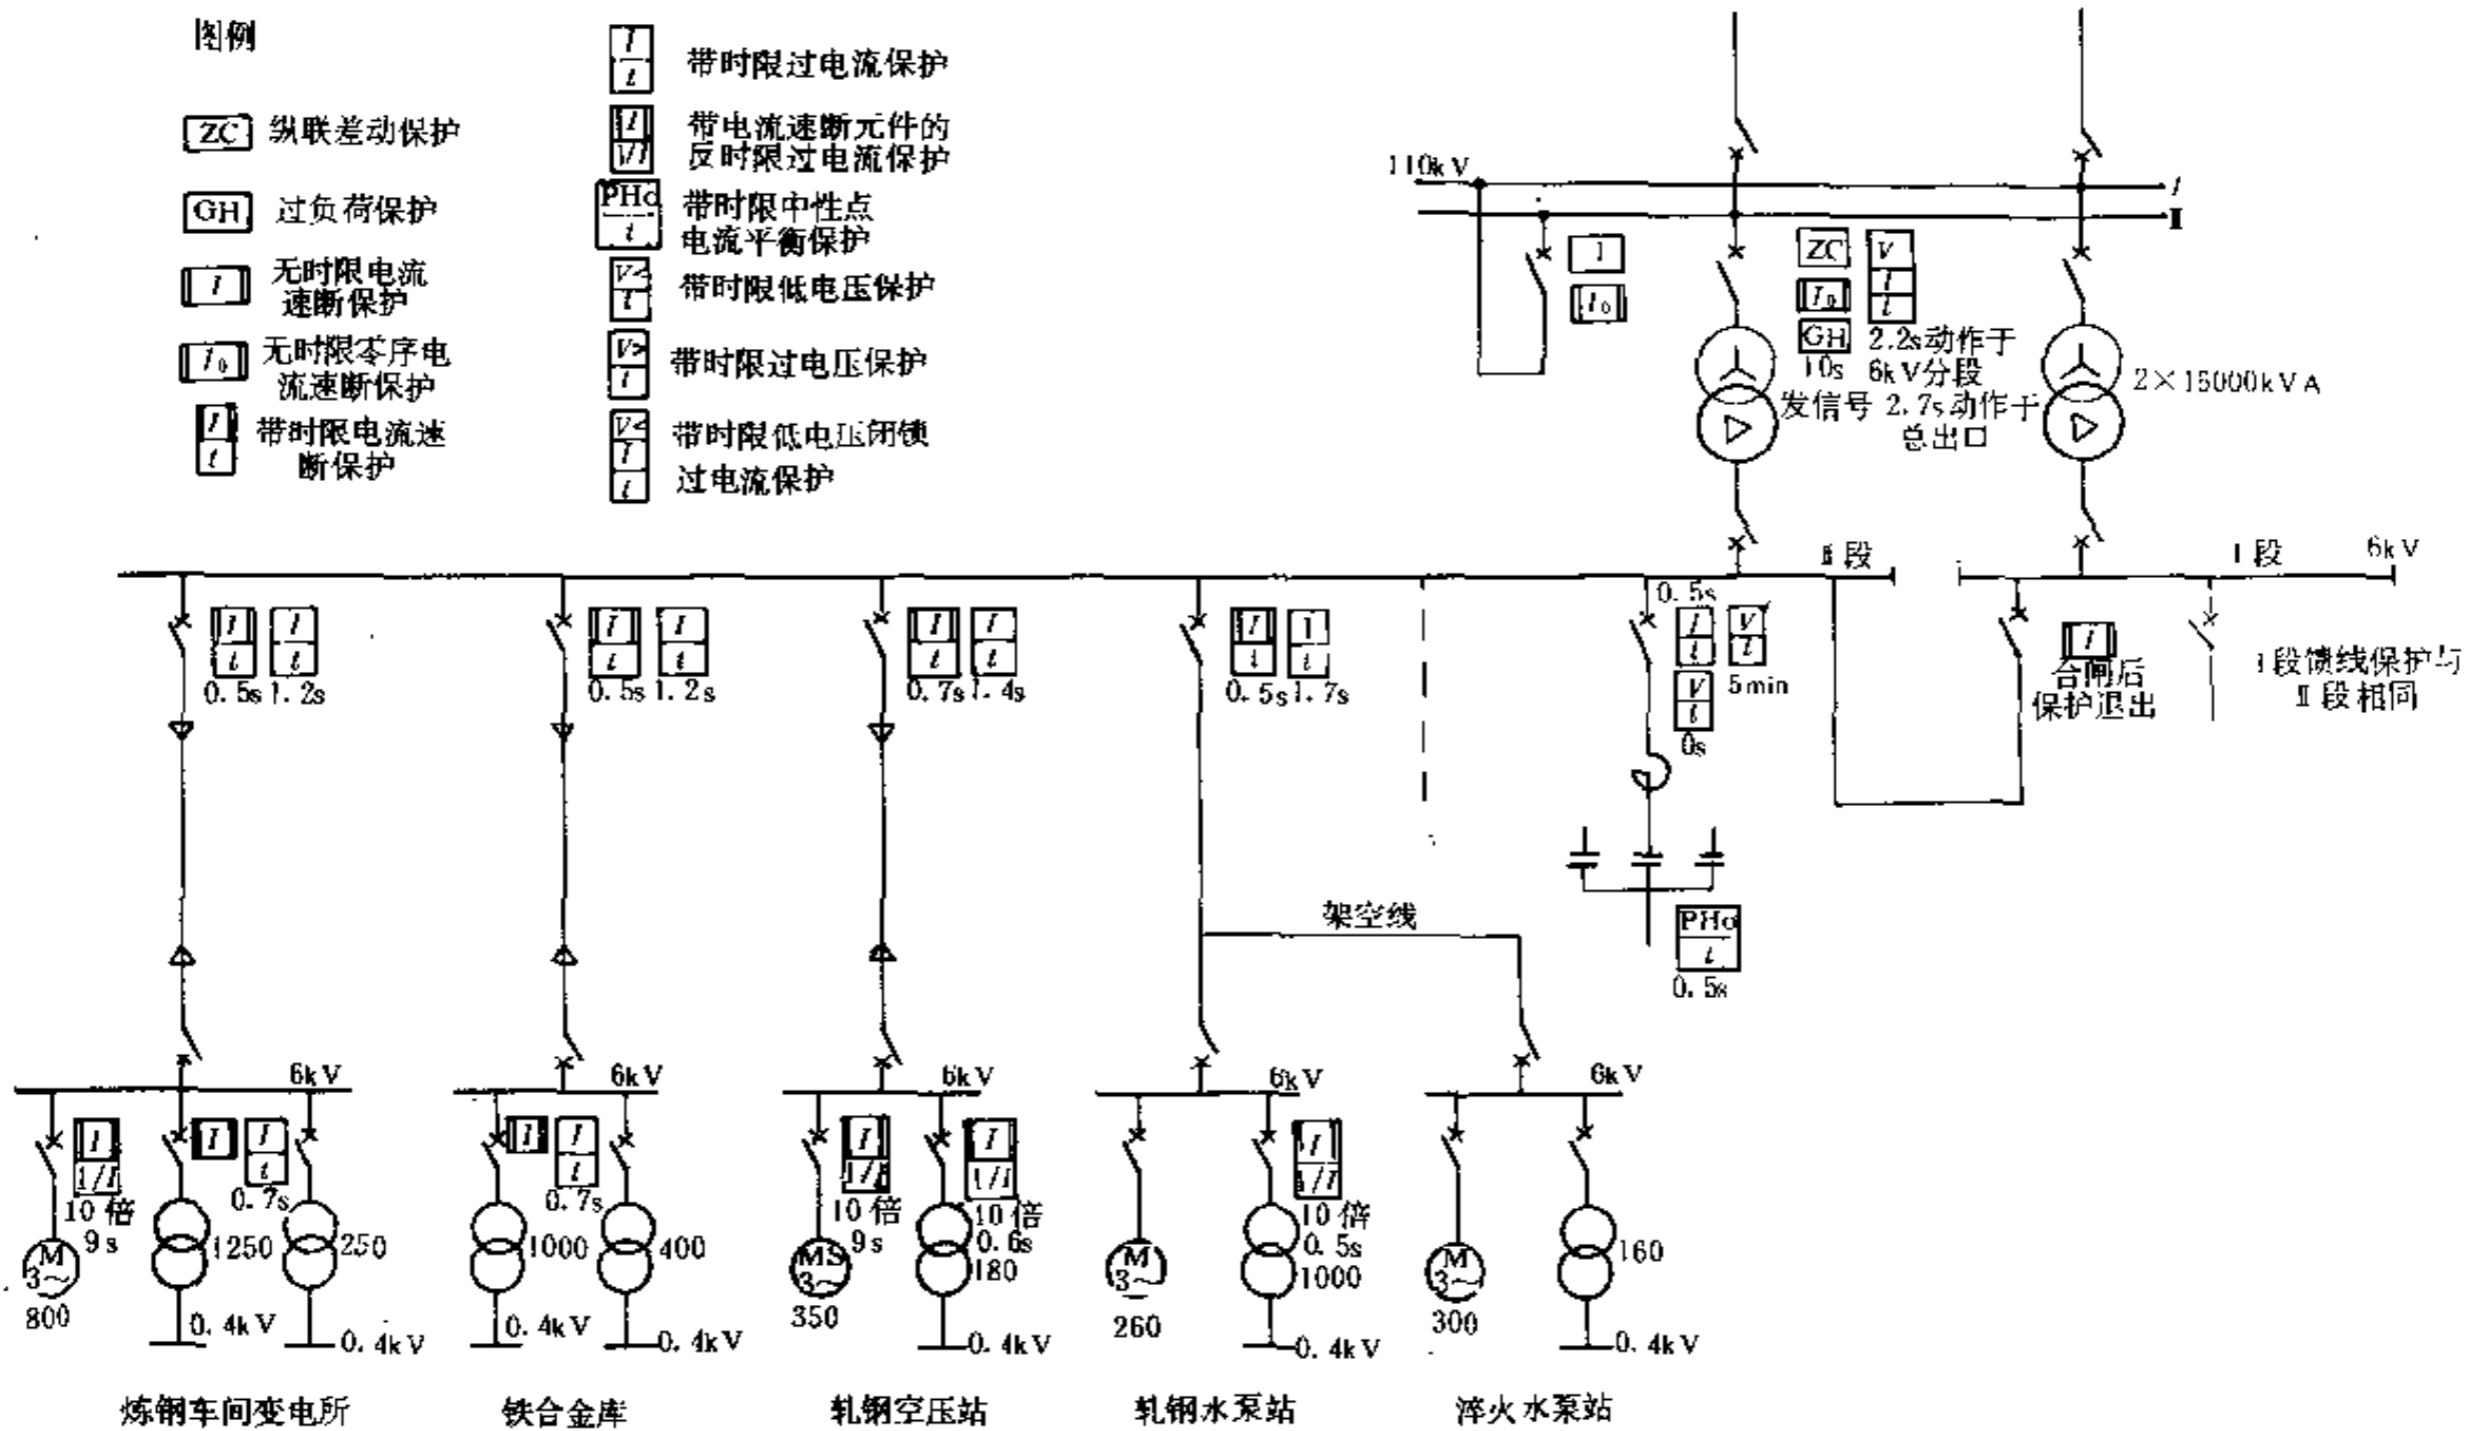 图例
ZC 纵联差动保护
GH 过负荷保护
I 无时限电流
速断保护
I₀ 无时限零序电
流速断保护
I
t
带时限电流速
断保护
I
t
带时限过电流保护
I
1/I
带电流速断元件的
反时限过电流保护
PHo
t
带时限中性点
电流平衡保护
V<
t
带时限低电压保护
V>
t
带时限过电压保护
V<
I
t
带时限低电压闭锁
过电流保护
110kV
I
Ⅱ
I
I₀
ZC
I₀
GH
10s
发信号
V
I
t
2.2s动作于
6kV分段
2.7s动作于
总出口
2×16000kVA
Ⅱ段
I段
6kV
I
t
0.5s
I
t
1.2s
I
t
0.5s
I
t
1.2s
I
t
0.7s
I
t
1.4s
I
t
0.5s
I
t
1.7s
0.5s
I
t
V
t
5min
V
t
0s
I
合闸后
保护退出
I段馈线保护与
Ⅱ段相同
架空线
PHo
t
0.5s
6kV
6kV
6kV
6kV
6kV
I
1/I
10倍
9s
M
3~
800
I
I
t
0.7s
1250
250
0.4kV
0.4kV
I
I
t
0.7s
1000
400
0.4kV
0.4kV
I
1/I
10倍
9s
MS
3~
350
I
1/I
10倍
0.6s
180
0.4kV
M
3~
260
I
1/I
10倍
0.5s
1000
0.4kV
M
3~
300
160
0.4kV
炼钢车间变电所
铁合金库
轧钢空压站
轧钢水泵站
淬火水泵站